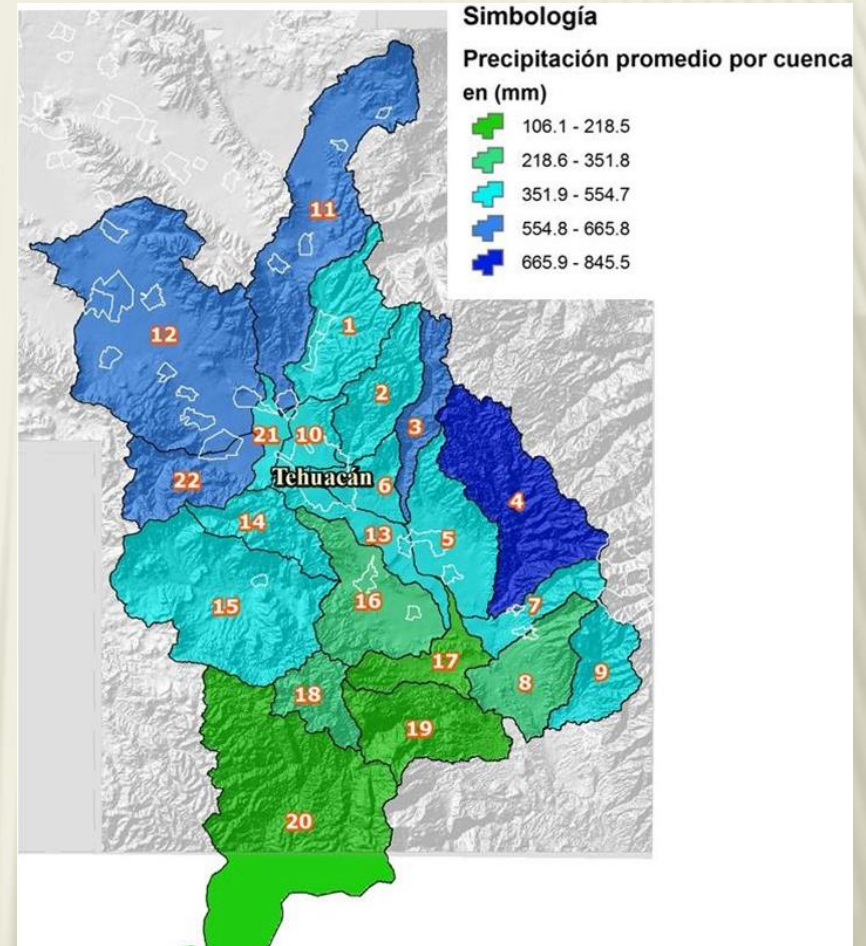 Simbología
Precipitación promedio por cuenca
en (mm)
106.1 - 218.5
218.6 - 351.8
351.9 - 554.7
554.8 - 665.8
665.9 - 845.5
11
12
1
2
3
21
10
Tehuacán
6
22
4
14
13
5
15
16
7
17
8
9
18
19
20